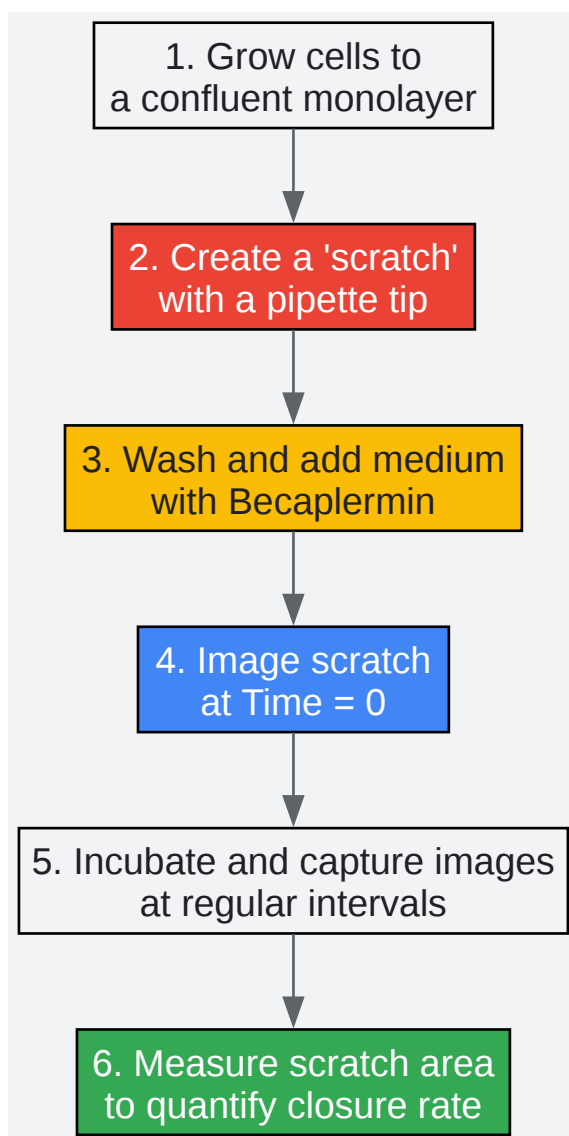 1. Grow cells to
a confluent monolayer
2. Create a 'scratch'
with a pipette tip
3. Wash and add medium
with Becaplermin
4. Image scratch
at Time = 0
5. Incubate and capture images
at regular intervals
6. Measure scratch area
to quantify closure rate